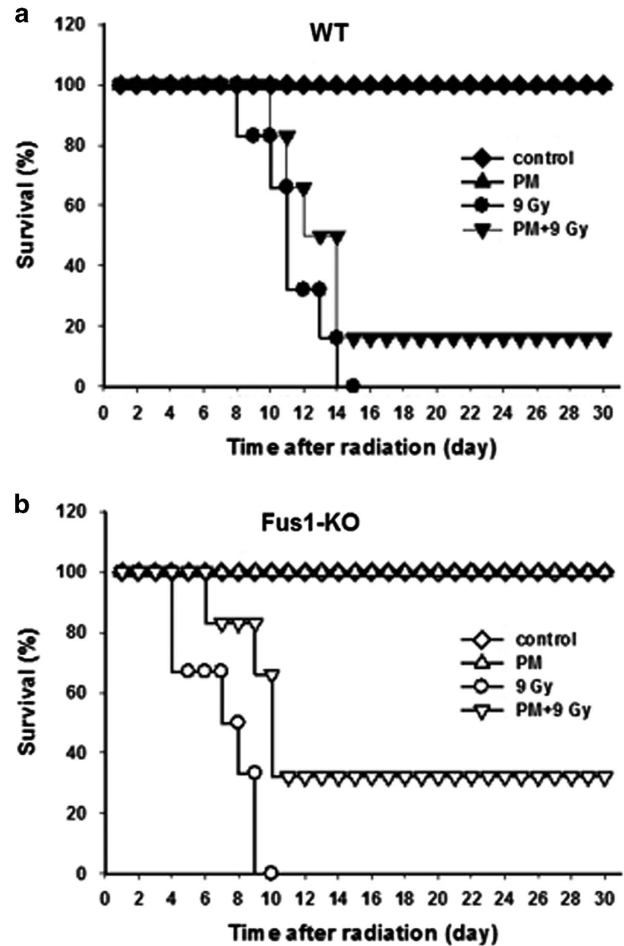 a
WT
120
100
80
60
40
20
0
Survival (%)
control
PM
9 Gy
PM+9 Gy
0 2 4 6 8 10 12 14 16 18 20 22 24 26 28 30
Time after radiation (day)
b
Fus1-KO
120
100
80
60
40
20
0
Survival (%)
control
PM
9 Gy
PM+9 Gy
0 2 4 6 8 10 12 14 16 18 20 22 24 26 28 30
Time after radiation (day)